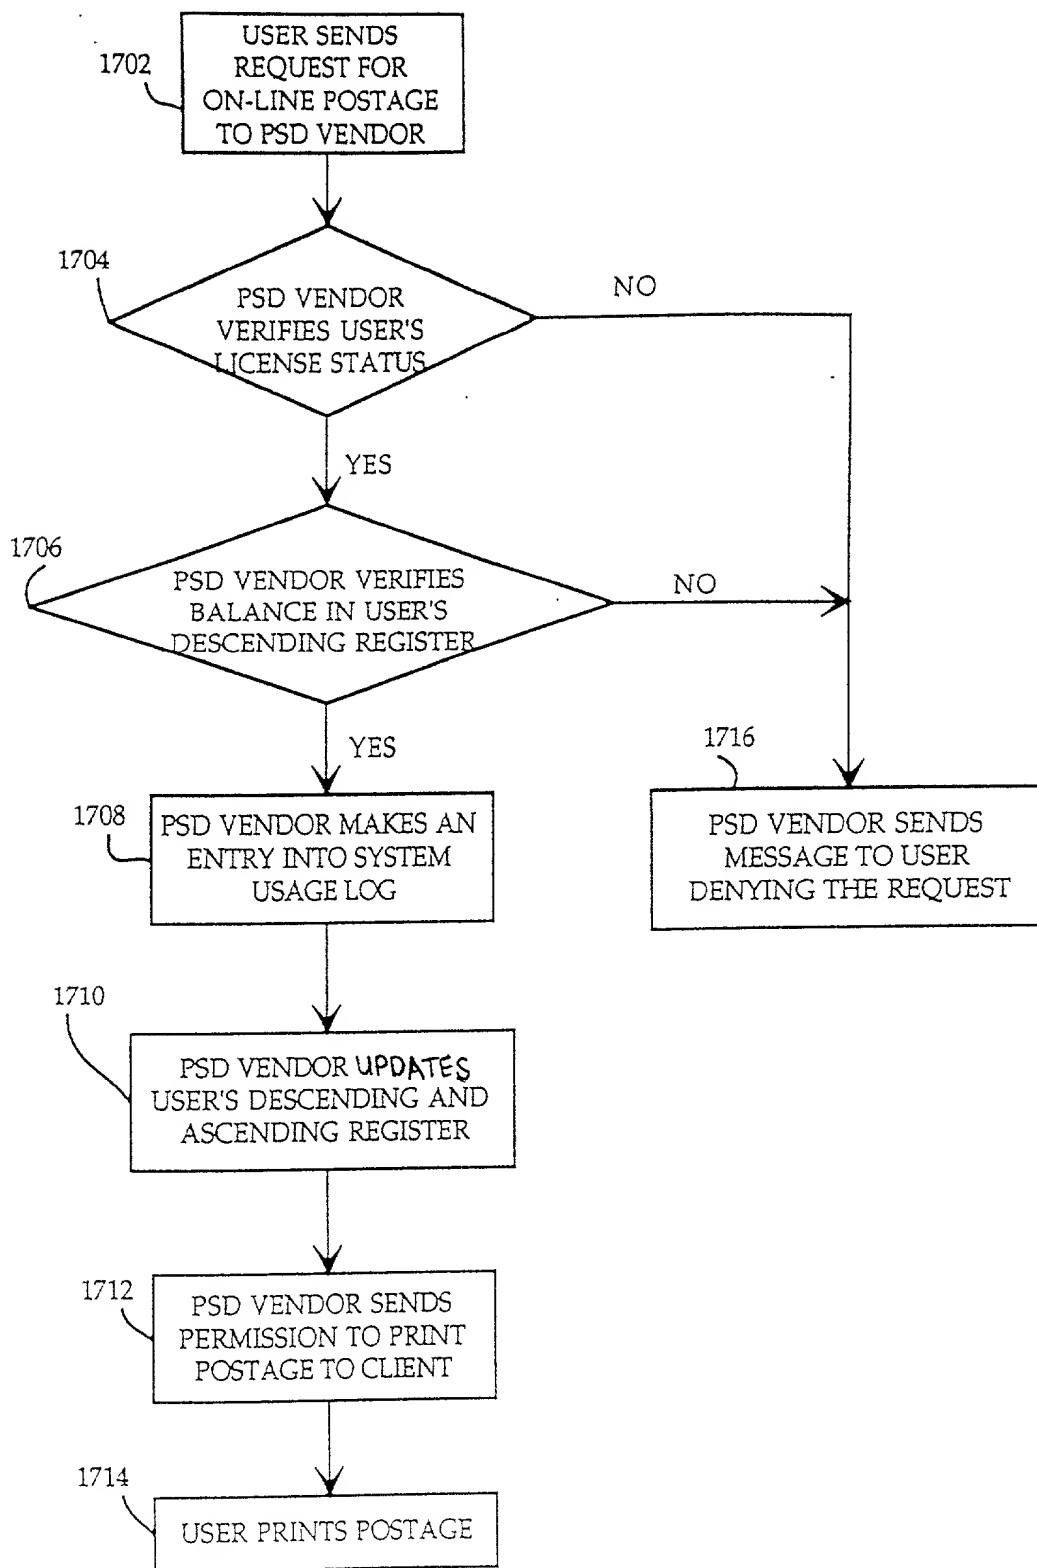 1702
USER SENDS
REQUEST FOR
ON-LINE POSTAGE
TO PSD VENDOR
1704
PSD VENDOR
VERIFIES USER'S
LICENSE STATUS
NO
YES
1706
PSD VENDOR VERIFIES
BALANCE IN USER'S
DESCENDING REGISTER
NO
YES
1708
PSD VENDOR MAKES AN
ENTRY INTO SYSTEM
USAGE LOG
1716
PSD VENDOR SENDS
MESSAGE TO USER
DENYING THE REQUEST
1710
PSD VENDOR UPDATES
USER'S DESCENDING AND
ASCENDING REGISTER
1712
PSD VENDOR SENDS
PERMISSION TO PRINT
POSTAGE TO CLIENT
1714
USER PRINTS POSTAGE